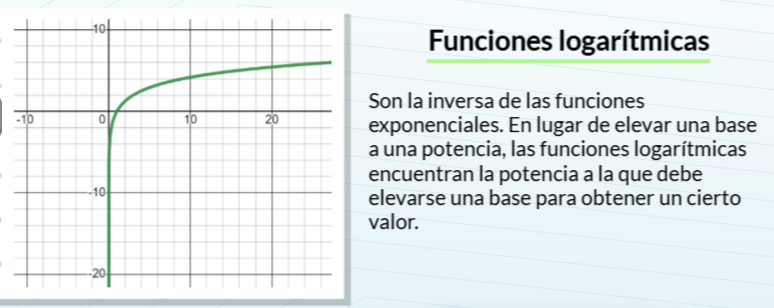 Funciones logarítmicas
Son la inversa de las funciones
exponenciales. En lugar de elevar una base
a una potencia, las funciones logarítmicas
encuentran la potencia a la que debe
elevarse una base para obtener un cierto
valor.
10
-10 0 10 20
-10
-20